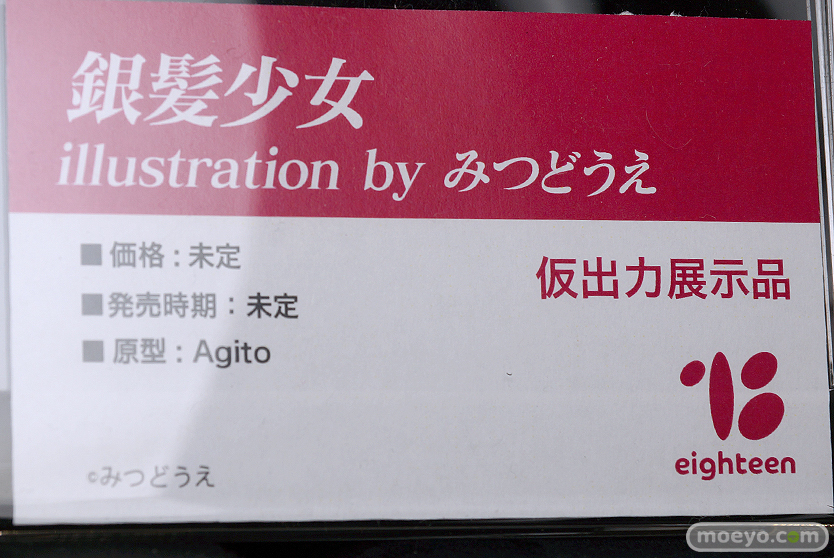 銀髪少女
illustration by みつどうえ
■価格：未定
■発売時期：未定
■原型：Agito
仮出力展示品
eighteen
©みつどうえ
moeyo.com